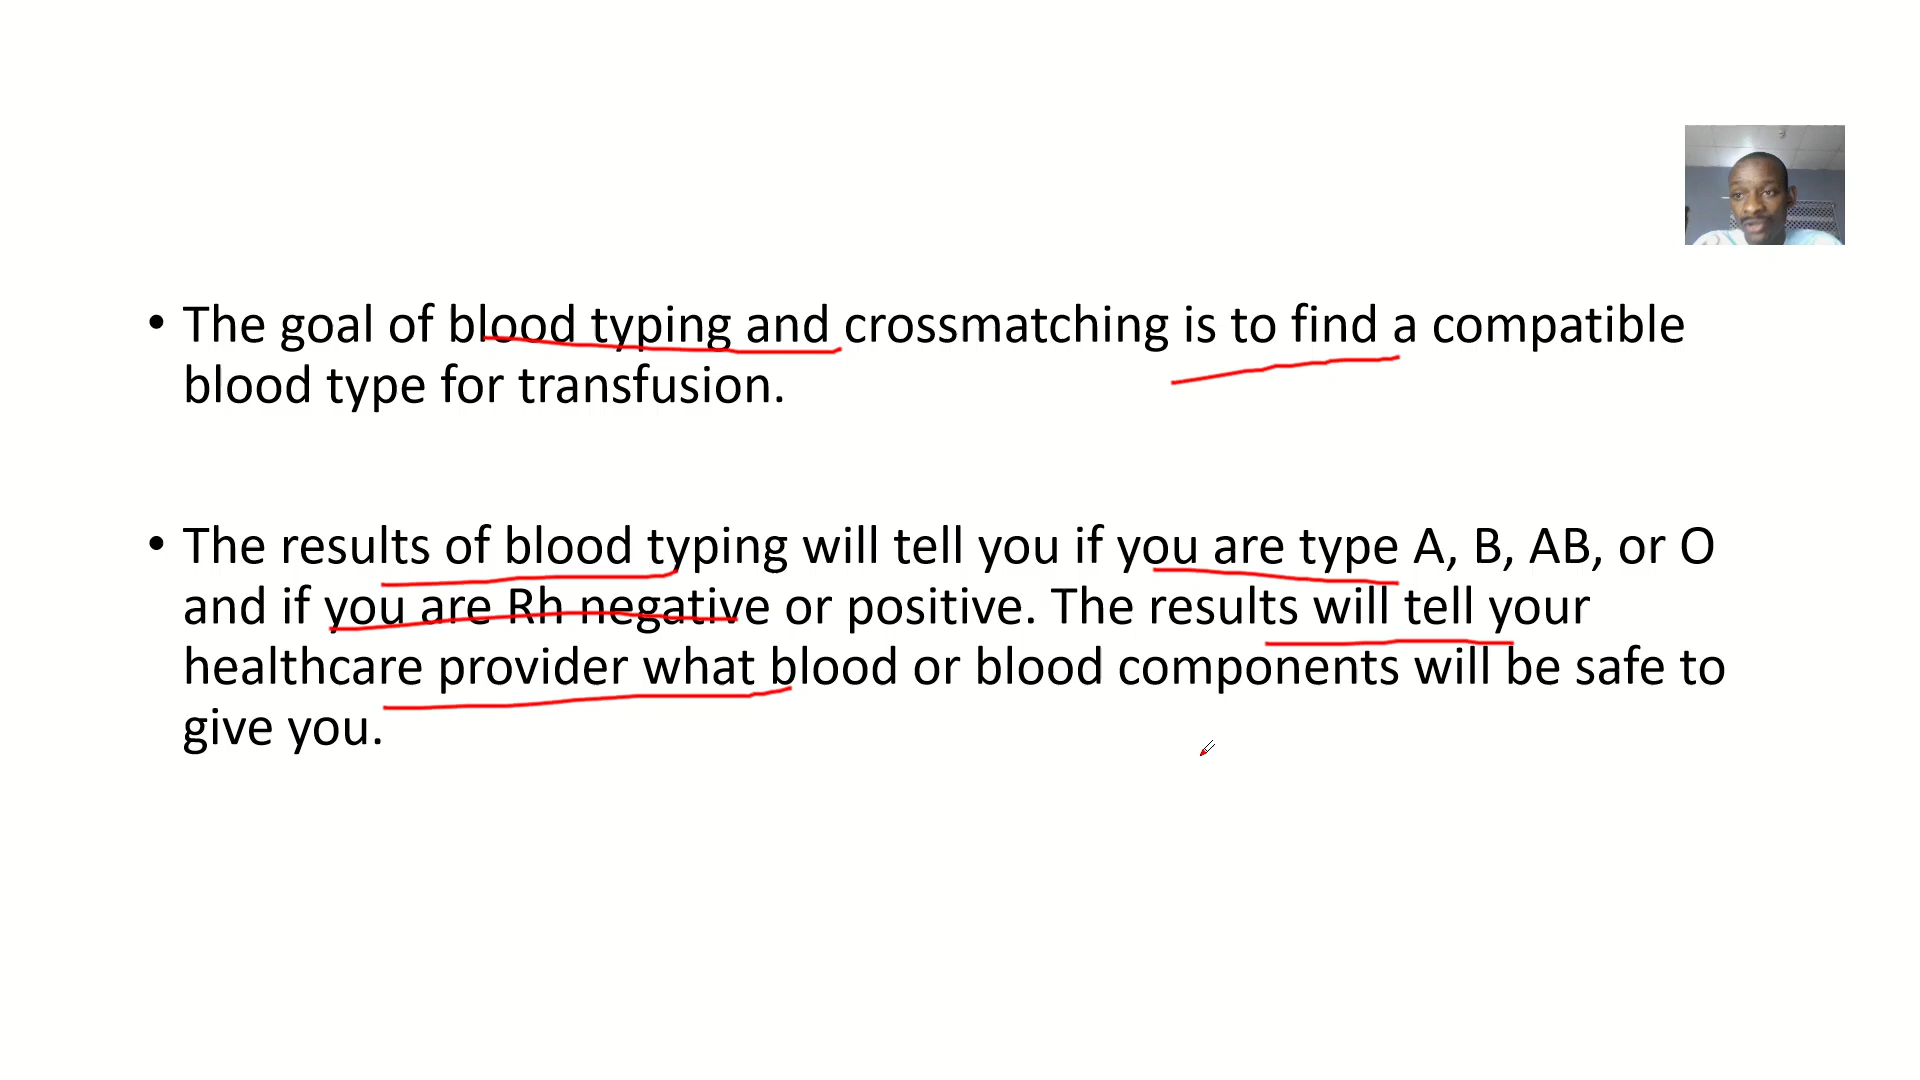 • The goal of blood typing and crossmatching is to find a compatible
blood type for transfusion.
• The results of blood typing will tell you if you are type A, B, AB, or O
and if you are Rh negative or positive. The results will tell your
healthcare provider what blood or blood components will be safe to
give you.